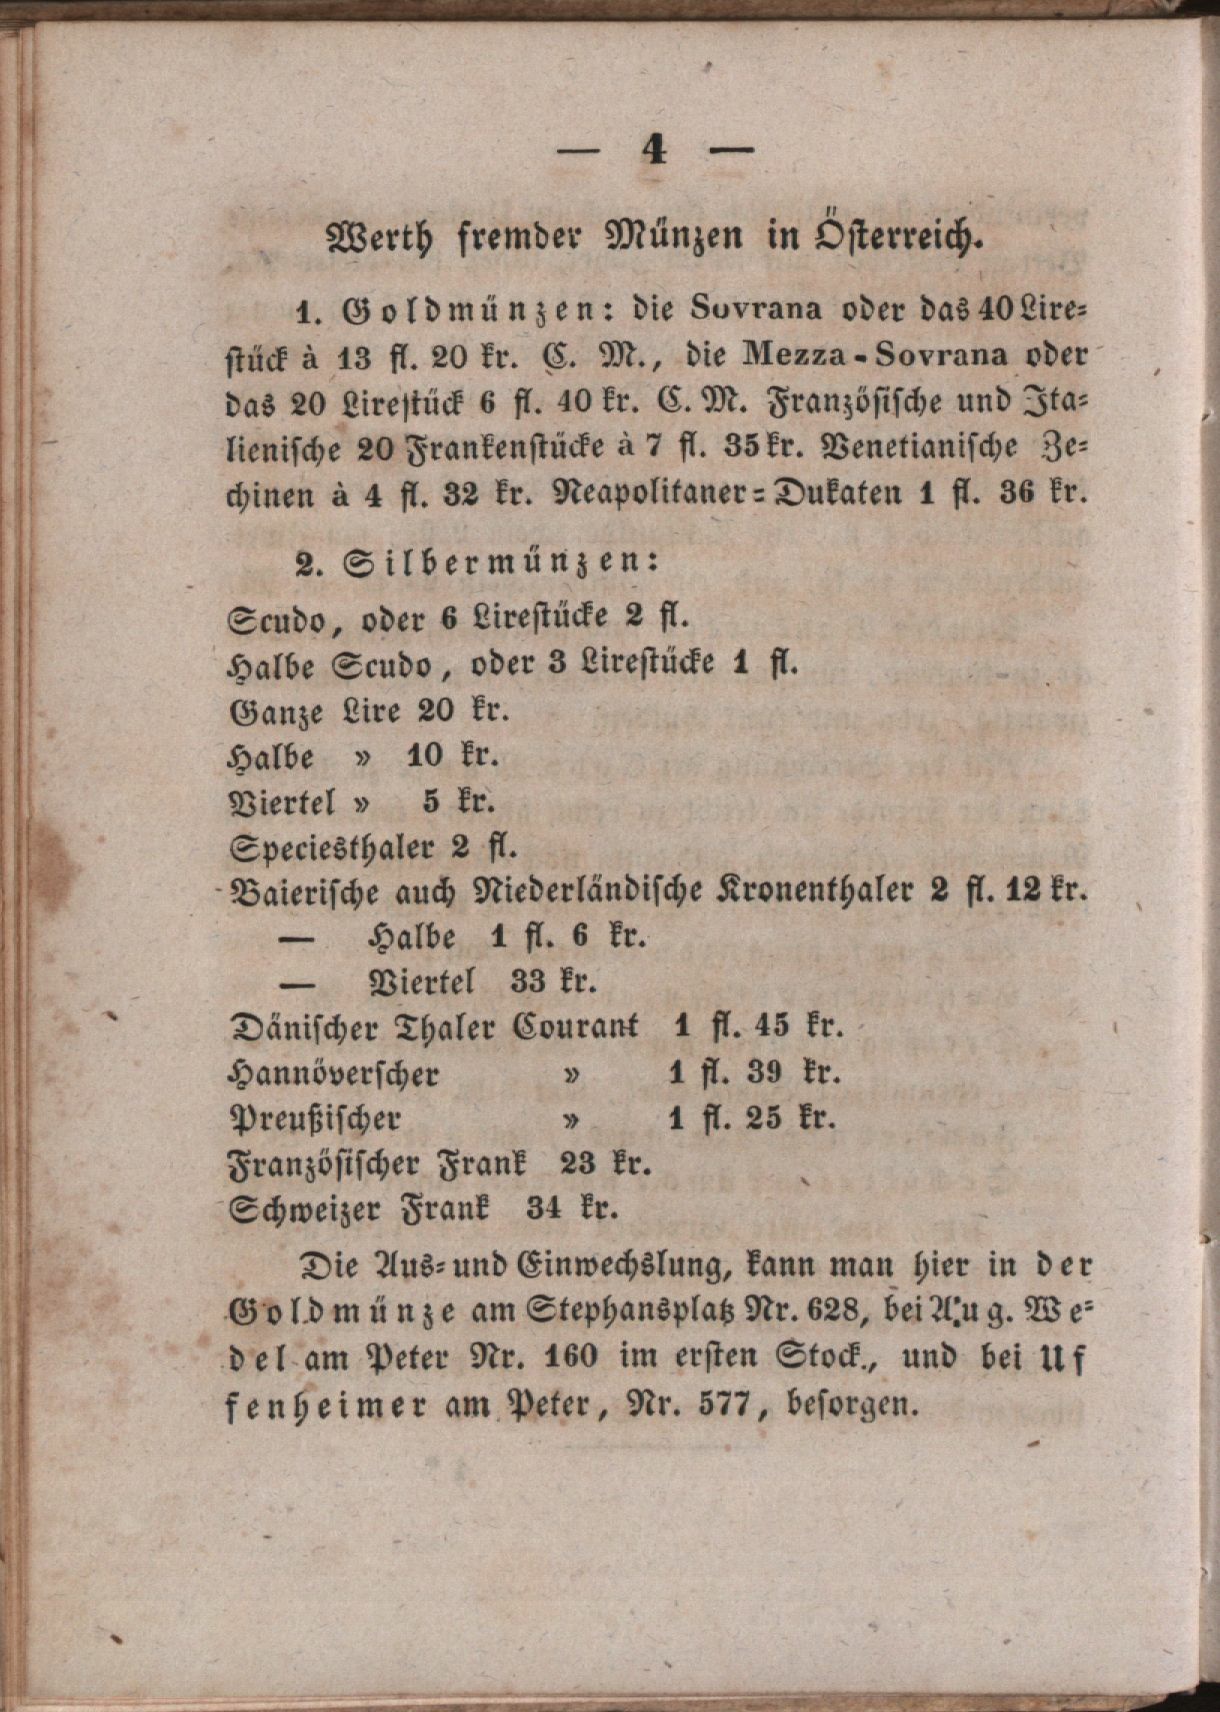 — 4 —
Werth fremder Münzen in Österreich.
1. Goldmünzen: die Sovrana oder das 40 Lire-
stück à 13 fl. 20 kr. C. M., die Mezza-Sovrana oder
das 20 Lirestück 6 fl. 40 kr. C. M. Französische und Ita-
lienische 20 Frankenstücke à 7 fl. 35 kr. Venetianische Ze-
chinen à 4 fl. 32 kr. Neapolitaner-Dukaten 1 fl. 36 kr.
2. Silbermünzen:
Scudo, oder 6 Lirestücke 2 fl.
Halbe Scudo, oder 3 Lirestücke 1 fl.
Ganze Lire 20 kr.
Halbe » 10 kr.
Viertel » 5 kr.
Speciesthaler 2 fl.
Baierische auch Niederländische Kronenthaler 2 fl. 12 kr.
— Halbe 1 fl. 6 kr.
— Viertel 33 kr.
Dänischer Thaler Courant 1 fl. 45 kr.
Hannöverscher » 1 fl. 39 kr.
Preußischer » 1 fl. 25 kr.
Französischer Frank 23 kr.
Schweizer Frank 34 kr.
Die Aus- und Einwechslung, kann man hier in der
Goldmünze am Stephansplatz Nr. 628, bei Aug. We-
del am Peter Nr. 160 im ersten Stock, und bei Uf
fenheimer am Peter, Nr. 577, besorgen.